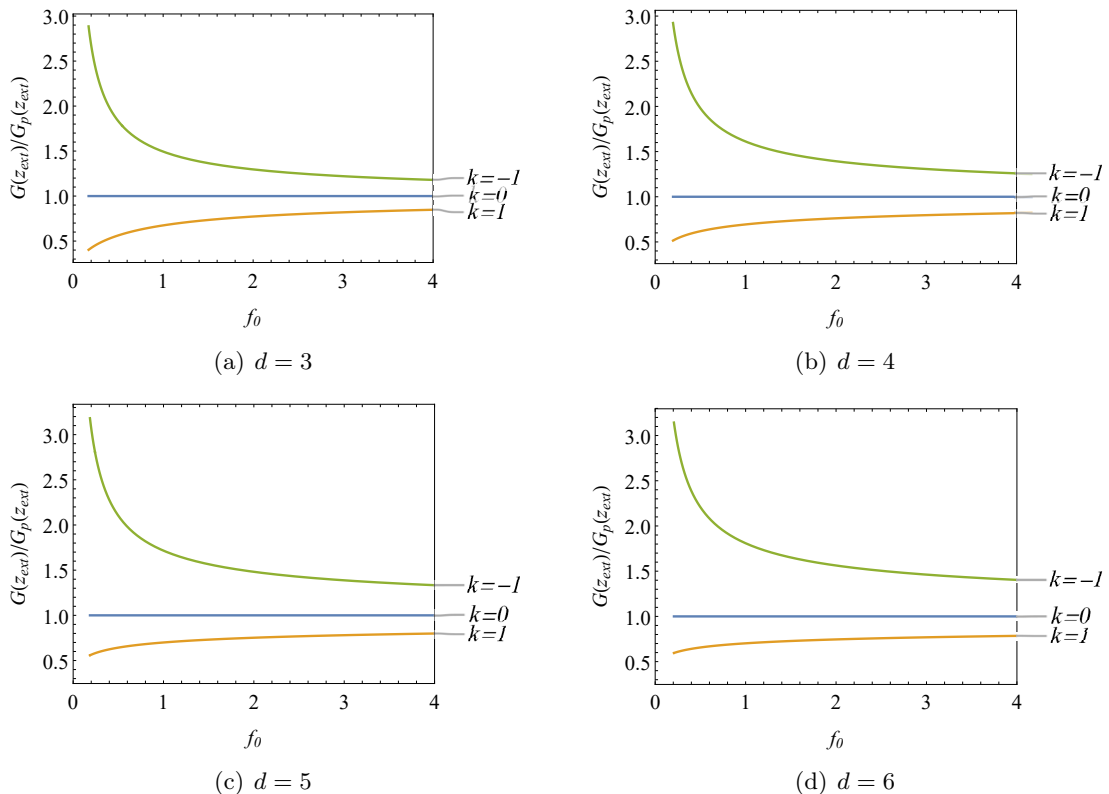 G(z_ext)/G_p(z_ext)
3.0
2.5
2.0
1.5
1.0
0.5
k=−1
k=0
k=1
0 1 2 3 4
f_0
(a) d = 3
G(z_ext)/G_p(z_ext)
3.0
2.5
2.0
1.5
1.0
0.5
k=−1
k=0
k=1
0 1 2 3 4
f_0
(b) d = 4
G(z_ext)/G_p(z_ext)
3.0
2.5
2.0
1.5
1.0
0.5
k=−1
k=0
k=1
0 1 2 3 4
f_0
(c) d = 5
G(z_ext)/G_p(z_ext)
3.0
2.5
2.0
1.5
1.0
0.5
k=−1
k=0
k=1
0 1 2 3 4
f_0
(d) d = 6